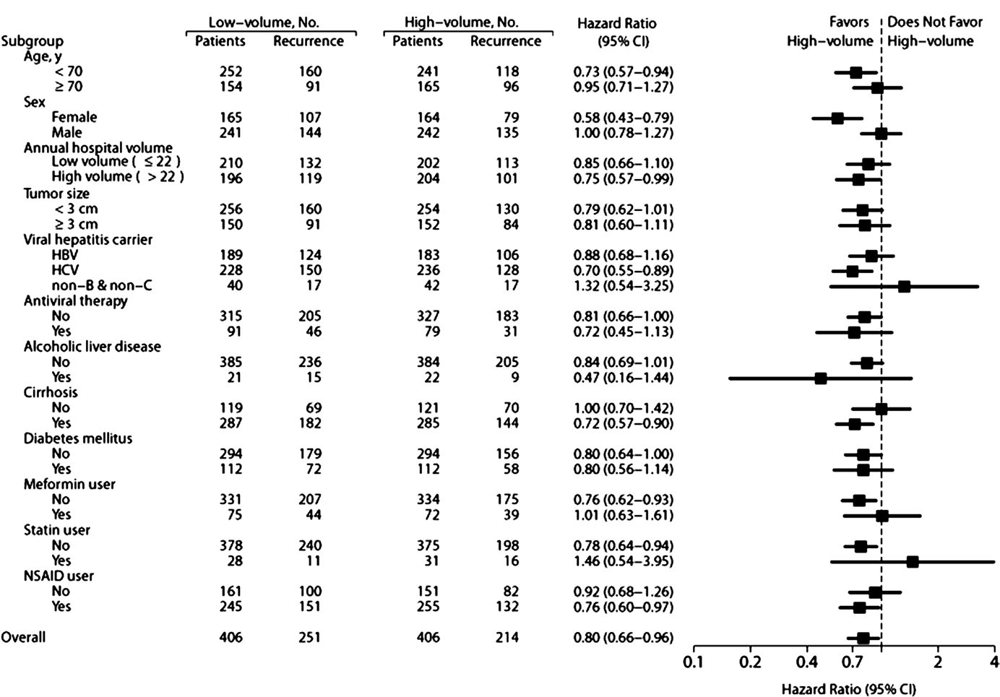 Low−volume, No. High−volume, No. Hazard Ratio Favors Does Not Favor
Subgroup Patients Recurrence Patients Recurrence (95% CI) High−volume High−volume
Age, y
< 70 252 160 241 118 0.73 (0.57−0.94)
≥ 70 154 91 165 96 0.95 (0.71−1.27)
Sex
Female 165 107 164 79 0.58 (0.43−0.79)
Male 241 144 242 135 1.00 (0.78−1.27)
Annual hospital volume
Low volume ( ≤ 22 ) 210 132 202 113 0.85 (0.66−1.10)
High volume ( > 22 ) 196 119 204 101 0.75 (0.57−0.99)
Tumor size
< 3 cm 256 160 254 130 0.79 (0.62−1.01)
≥ 3 cm 150 91 152 84 0.81 (0.60−1.11)
Viral hepatitis carrier
HBV 189 124 183 106 0.88 (0.68−1.16)
HCV 228 150 236 128 0.70 (0.55−0.89)
non−B & non−C 40 17 42 17 1.32 (0.54−3.25)
Antiviral therapy
No 315 205 327 183 0.81 (0.66−1.00)
Yes 91 46 79 31 0.72 (0.45−1.13)
Alcoholic liver disease
No 385 236 384 205 0.84 (0.69−1.01)
Yes 21 15 22 9 0.47 (0.16−1.44)
Cirrhosis
No 119 69 121 70 1.00 (0.70−1.42)
Yes 287 182 285 144 0.72 (0.57−0.90)
Diabetes mellitus
No 294 179 294 156 0.80 (0.64−1.00)
Yes 112 72 112 58 0.80 (0.56−1.14)
Meformin user
No 331 207 334 175 0.76 (0.62−0.93)
Yes 75 44 72 39 1.01 (0.63−1.61)
Statin user
No 378 240 375 198 0.78 (0.64−0.94)
Yes 28 11 31 16 1.46 (0.54−3.95)
NSAID user
No 161 100 151 82 0.92 (0.68−1.26)
Yes 245 151 255 132 0.76 (0.60−0.97)
Overall 406 251 406 214 0.80 (0.66−0.96)
0.1 0.2 0.4 0.7 2 4
Hazard Ratio (95% CI)